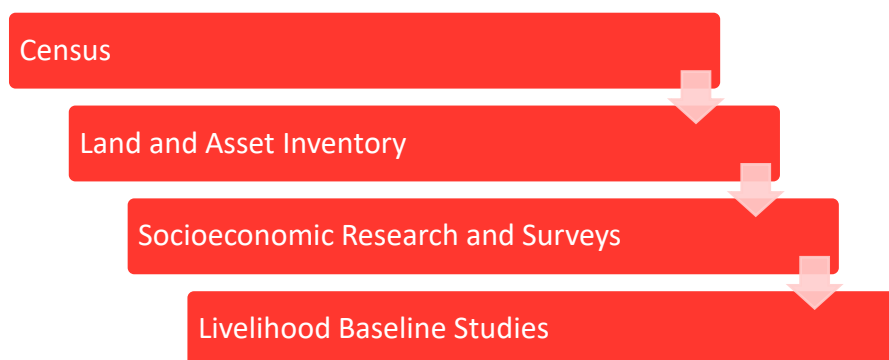 Census
Land and Asset Inventory
Socioeconomic Research and Surveys
Livelihood Baseline Studies